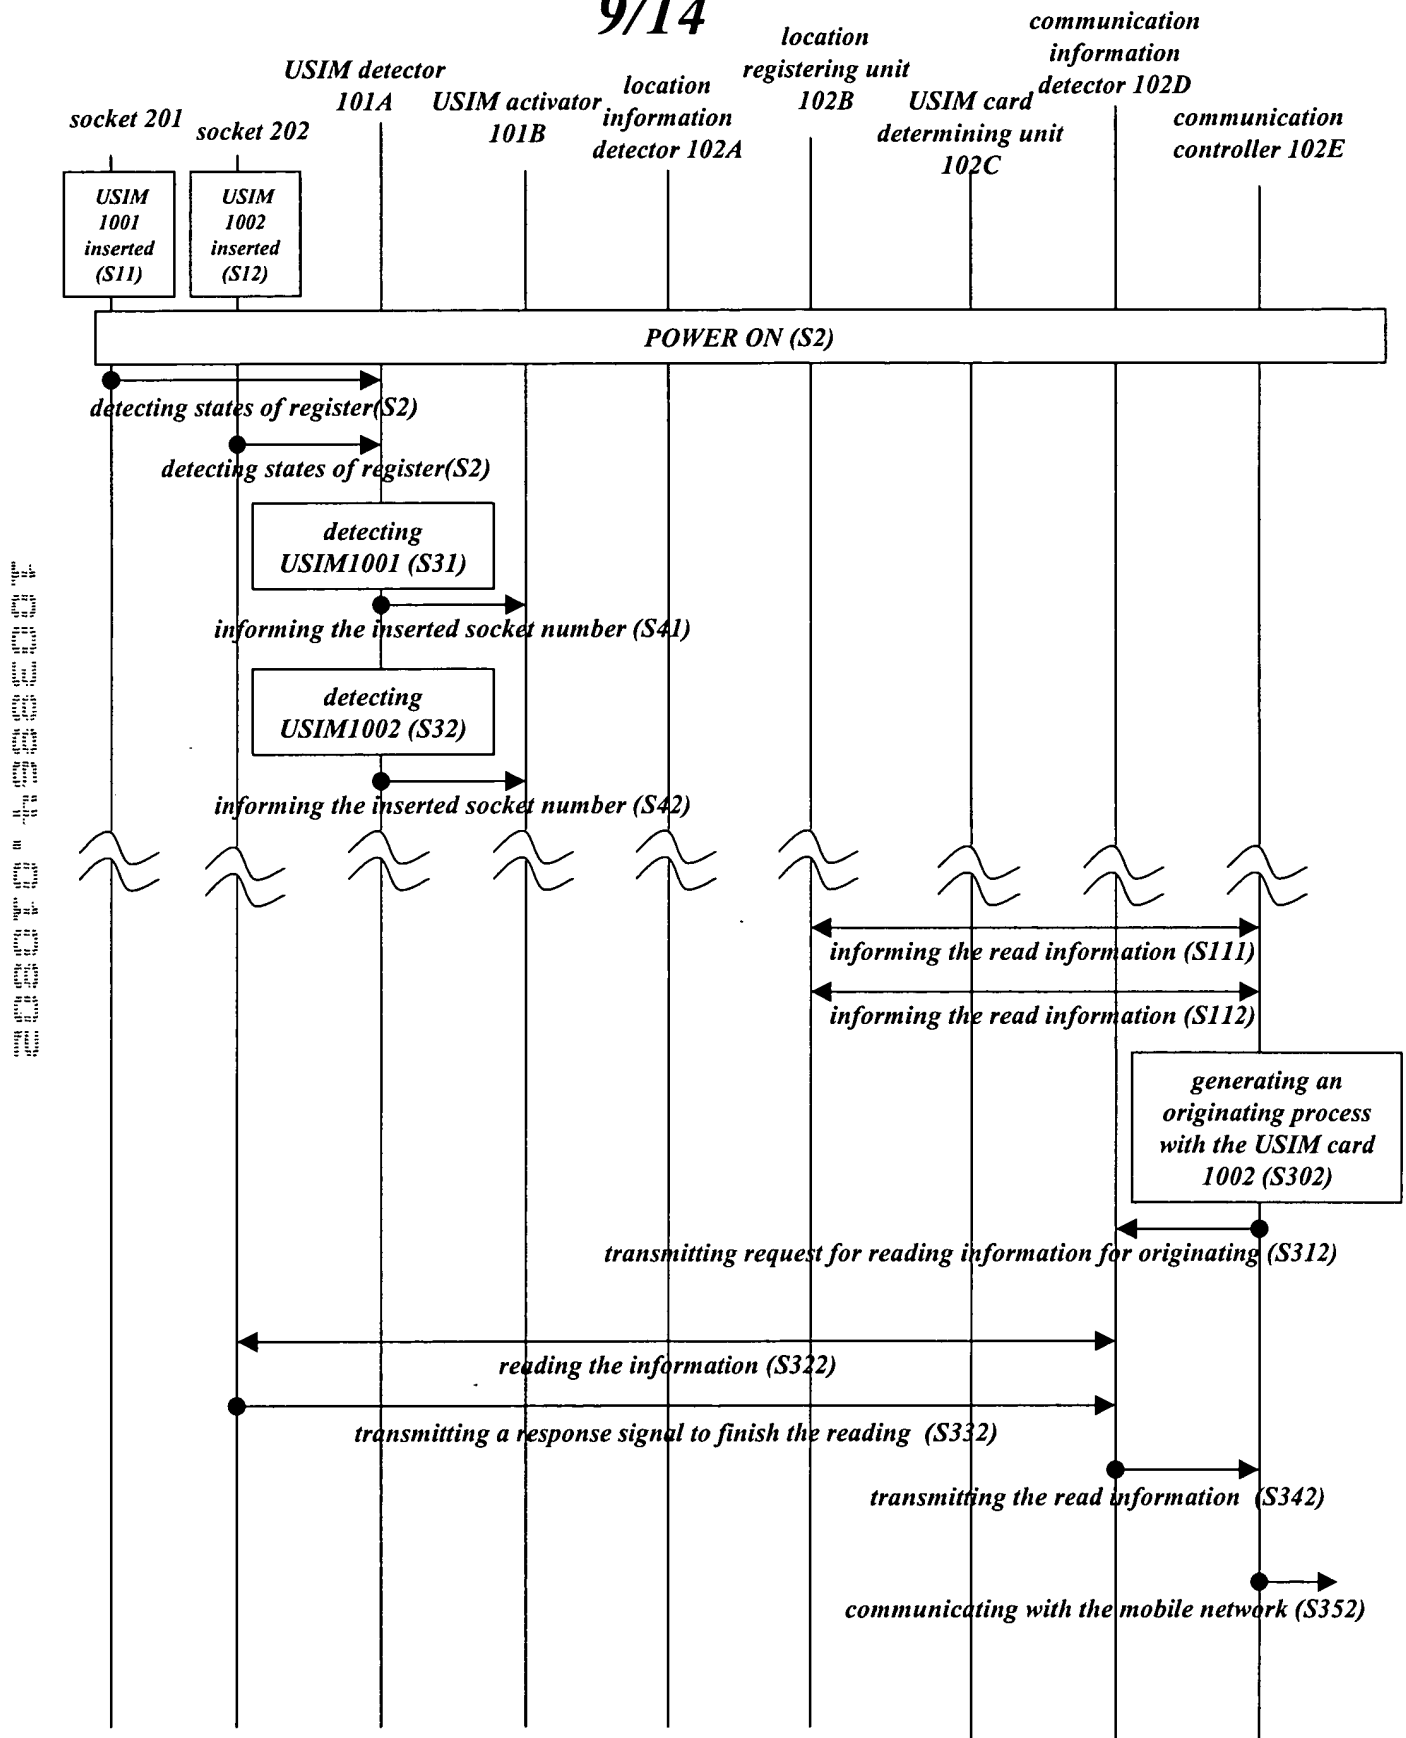 9/14
socket 201
socket 202
USIM detector
101A
USIM activator
101B
location
information
detector 102A
location
registering unit
102B
USIM card
determining unit
102C
communication
information
detector 102D
communication
controller 102E
USIM
1001
inserted
(S11)
USIM
1002
inserted
(S12)
POWER ON (S2)
detecting states of register(S2)
detecting states of register(S2)
detecting
USIM1001 (S31)
informing the inserted socket number (S41)
detecting
USIM1002 (S32)
informing the inserted socket number (S42)
informing the read information (S111)
informing the read information (S112)
generating an
originating process
with the USIM card
1002 (S302)
transmitting request for reading information for originating (S312)
reading the information (S322)
transmitting a response signal to finish the reading (S332)
transmitting the read information (S342)
communicating with the mobile network (S352)